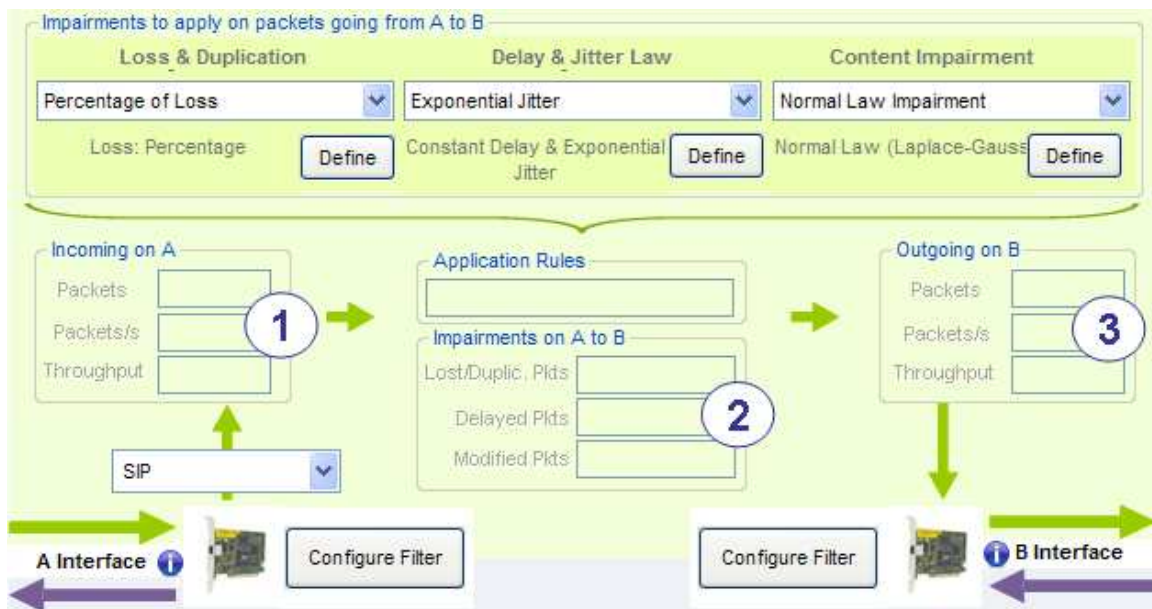 Impairments to apply on packets going from A to B
Loss & Duplication
Delay & Jitter Law
Content Impairment
Percentage of Loss
Exponential Jitter
Normal Law Impairment
Loss: Percentage
Define
Constant Delay & Exponential
Jitter
Define
Normal Law (Laplace-Gauss
Define
Incoming on A
Packets
Packets/s
Throughput
1
Application Rules
Impairments on A to B
Lost/Duplic. Pkts
Delayed Pkts
Modified Pkts
2
Outgoing on B
Packets
Packets/s
Throughput
3
SIP
A Interface
i
Configure Filter
Configure Filter
i
B Interface